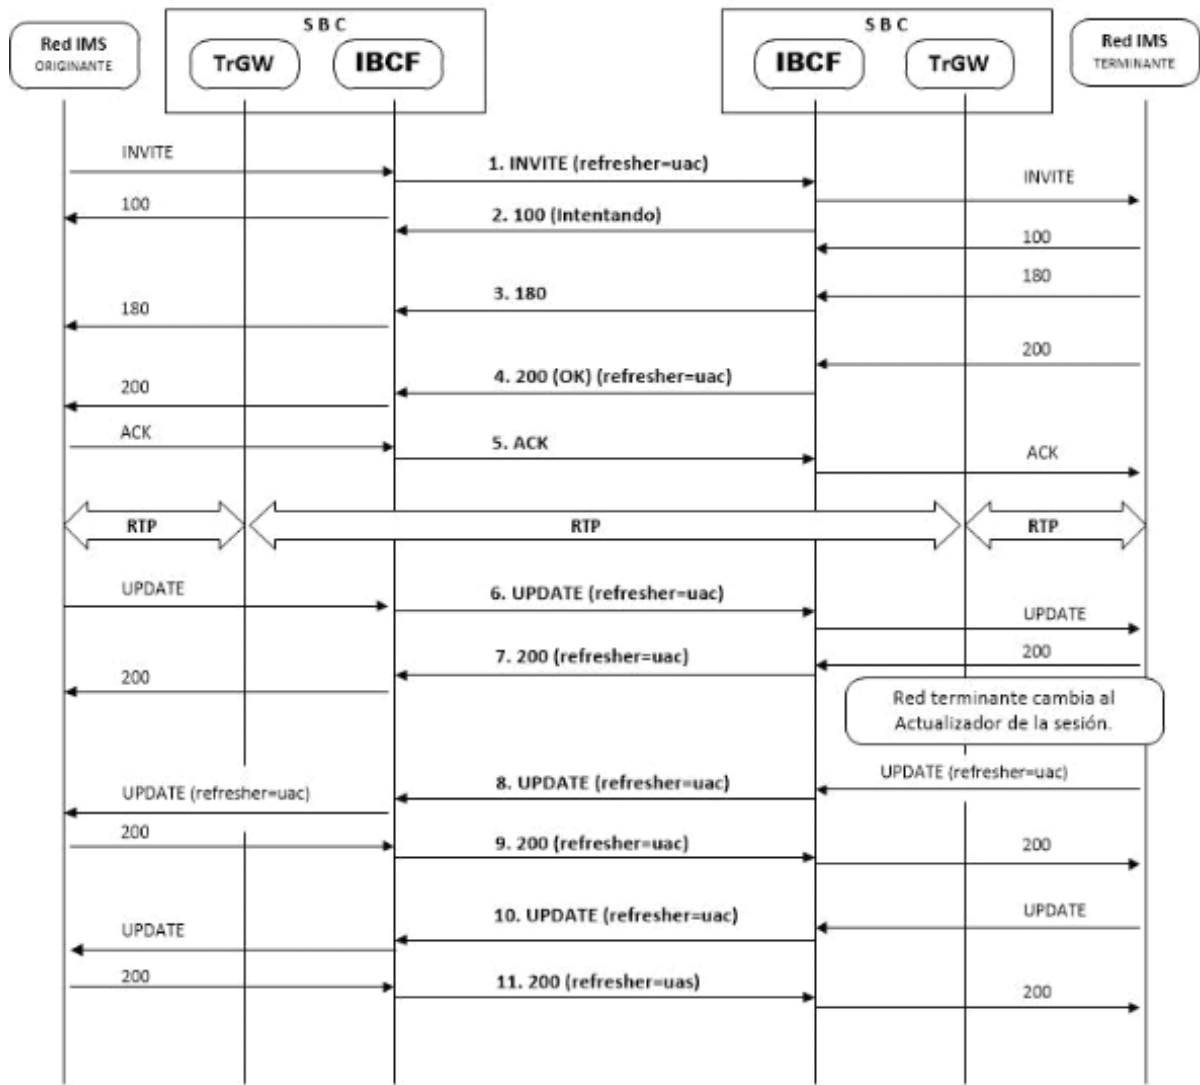 S B C
S B C
Red IMS
ORIGINANTE
TrGW
IBCF
IBCF
TrGW
Red IMS
TERMINANTE
INVITE
1. INVITE (refresher=uac)
INVITE
100
2. 100 (Intentando)
100
180
3. 180
180
200
4. 200 (OK) (refresher=uac)
200
ACK
5. ACK
ACK
RTP
RTP
RTP
UPDATE
6. UPDATE (refresher=uac)
UPDATE
7. 200 (refresher=uac)
200
200
Red terminante cambia al
Actualizador de la sesión.
UPDATE (refresher=uac)
8. UPDATE (refresher=uac)
UPDATE (refresher=uac)
200
9. 200 (refresher=uac)
200
10. UPDATE (refresher=uac)
UPDATE
UPDATE
200
11. 200 (refresher=uas)
200